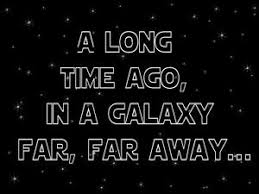 A LONG
TIME AGO,
IN A GALAXY
FAR, FAR AWAY...